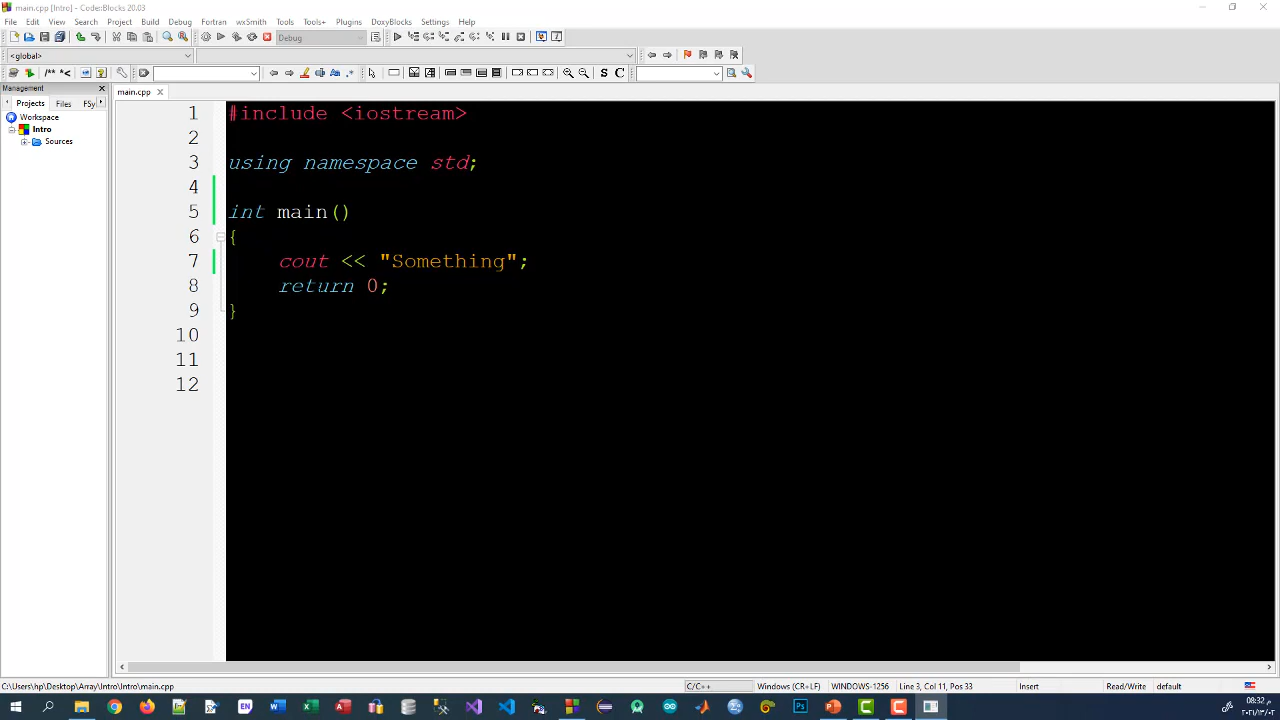 main.cpp [Intro] - Code::Blocks 20.03
File Edit View Search Project Build Debug Fortran wxSmith Tools Tools+ Plugins DoxyBlocks Settings Help
Debug
<global>
/** *<
S C
Management
Projects Files FSy
main.cpp
Workspace
Intro
Sources
1 #include <iostream>
2
3 using namespace std;
4
5 int main()
6 {
7 cout << "Something";
8 return 0;
9 }
10
11
12
C:\Users\hp\Desktop\Array\Intro\Intro\main.cpp C/C++ Windows (CR+LF) WINDOWS-1256 Line 3, Col 11, Pos 33 Insert Read/Write default
EN